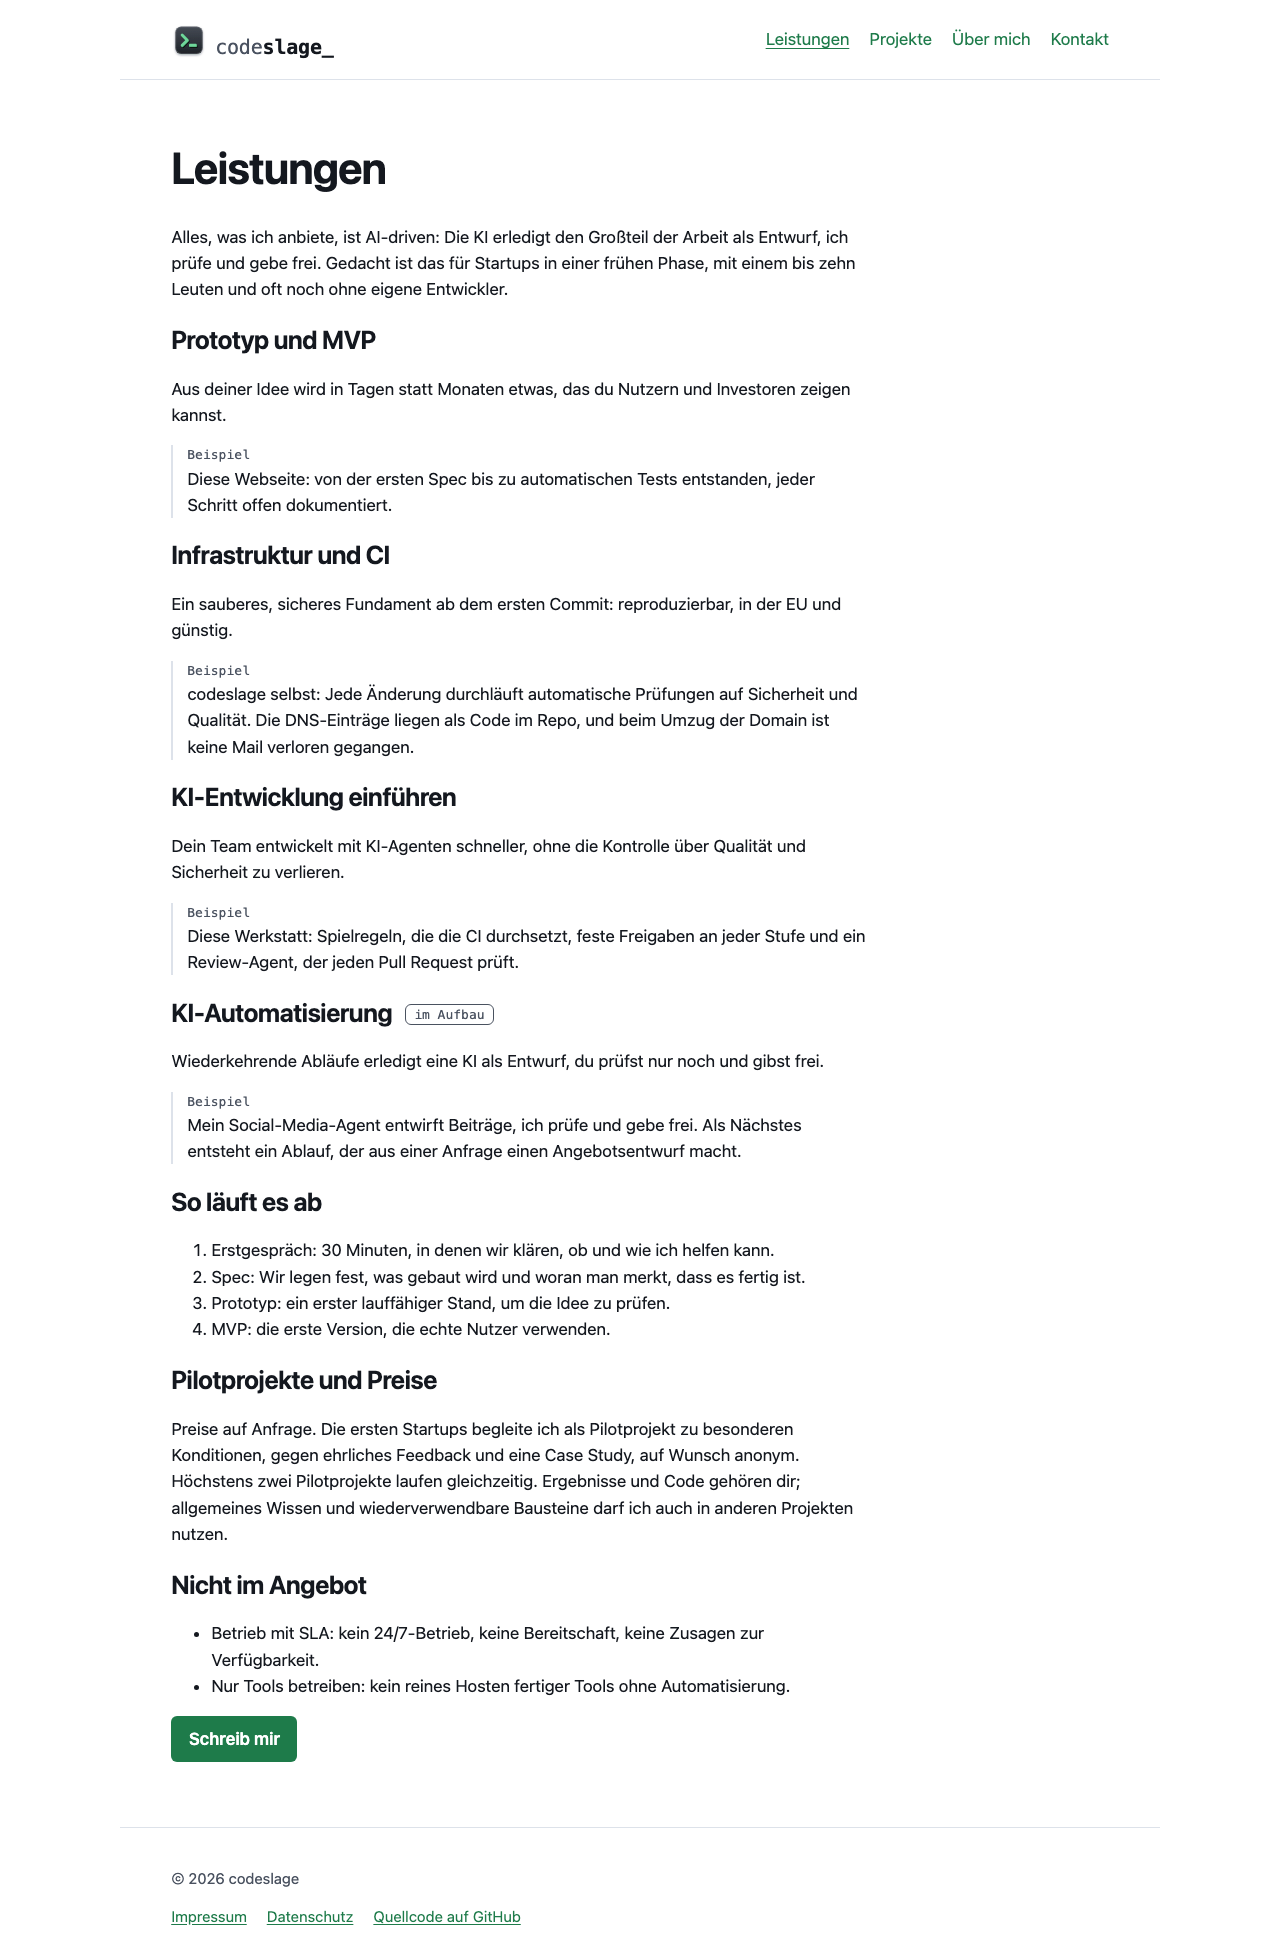 codeslage_
Leistungen Projekte Über mich Kontakt
Leistungen
Alles, was ich anbiete, ist AI-driven: Die KI erledigt den Großteil der Arbeit als Entwurf, ich
prüfe und gebe frei. Gedacht ist das für Startups in einer frühen Phase, mit einem bis zehn
Leuten und oft noch ohne eigene Entwickler.
Prototyp und MVP
Aus deiner Idee wird in Tagen statt Monaten etwas, das du Nutzern und Investoren zeigen
kannst.
Beispiel
Diese Webseite: von der ersten Spec bis zu automatischen Tests entstanden, jeder
Schritt offen dokumentiert.
Infrastruktur und CI
Ein sauberes, sicheres Fundament ab dem ersten Commit: reproduzierbar, in der EU und
günstig.
Beispiel
codeslage selbst: Jede Änderung durchläuft automatische Prüfungen auf Sicherheit und
Qualität. Die DNS-Einträge liegen als Code im Repo, und beim Umzug der Domain ist
keine Mail verloren gegangen.
KI-Entwicklung einführen
Dein Team entwickelt mit KI-Agenten schneller, ohne die Kontrolle über Qualität und
Sicherheit zu verlieren.
Beispiel
Diese Werkstatt: Spielregeln, die die CI durchsetzt, feste Freigaben an jeder Stufe und ein
Review-Agent, der jeden Pull Request prüft.
KI-Automatisierung im Aufbau
Wiederkehrende Abläufe erledigt eine KI als Entwurf, du prüfst nur noch und gibst frei.
Beispiel
Mein Social-Media-Agent entwirft Beiträge, ich prüfe und gebe frei. Als Nächstes
entsteht ein Ablauf, der aus einer Anfrage einen Angebotsentwurf macht.
So läuft es ab
1. Erstgespräch: 30 Minuten, in denen wir klären, ob und wie ich helfen kann.
2. Spec: Wir legen fest, was gebaut wird und woran man merkt, dass es fertig ist.
3. Prototyp: ein erster lauffähiger Stand, um die Idee zu prüfen.
4. MVP: die erste Version, die echte Nutzer verwenden.
Pilotprojekte und Preise
Preise auf Anfrage. Die ersten Startups begleite ich als Pilotprojekt zu besonderen
Konditionen, gegen ehrliches Feedback und eine Case Study, auf Wunsch anonym.
Höchstens zwei Pilotprojekte laufen gleichzeitig. Ergebnisse und Code gehören dir;
allgemeines Wissen und wiederverwendbare Bausteine darf ich auch in anderen Projekten
nutzen.
Nicht im Angebot
• Betrieb mit SLA: kein 24/7-Betrieb, keine Bereitschaft, keine Zusagen zur
Verfügbarkeit.
• Nur Tools betreiben: kein reines Hosten fertiger Tools ohne Automatisierung.
Schreib mir
© 2026 codeslage
Impressum Datenschutz Quellcode auf GitHub